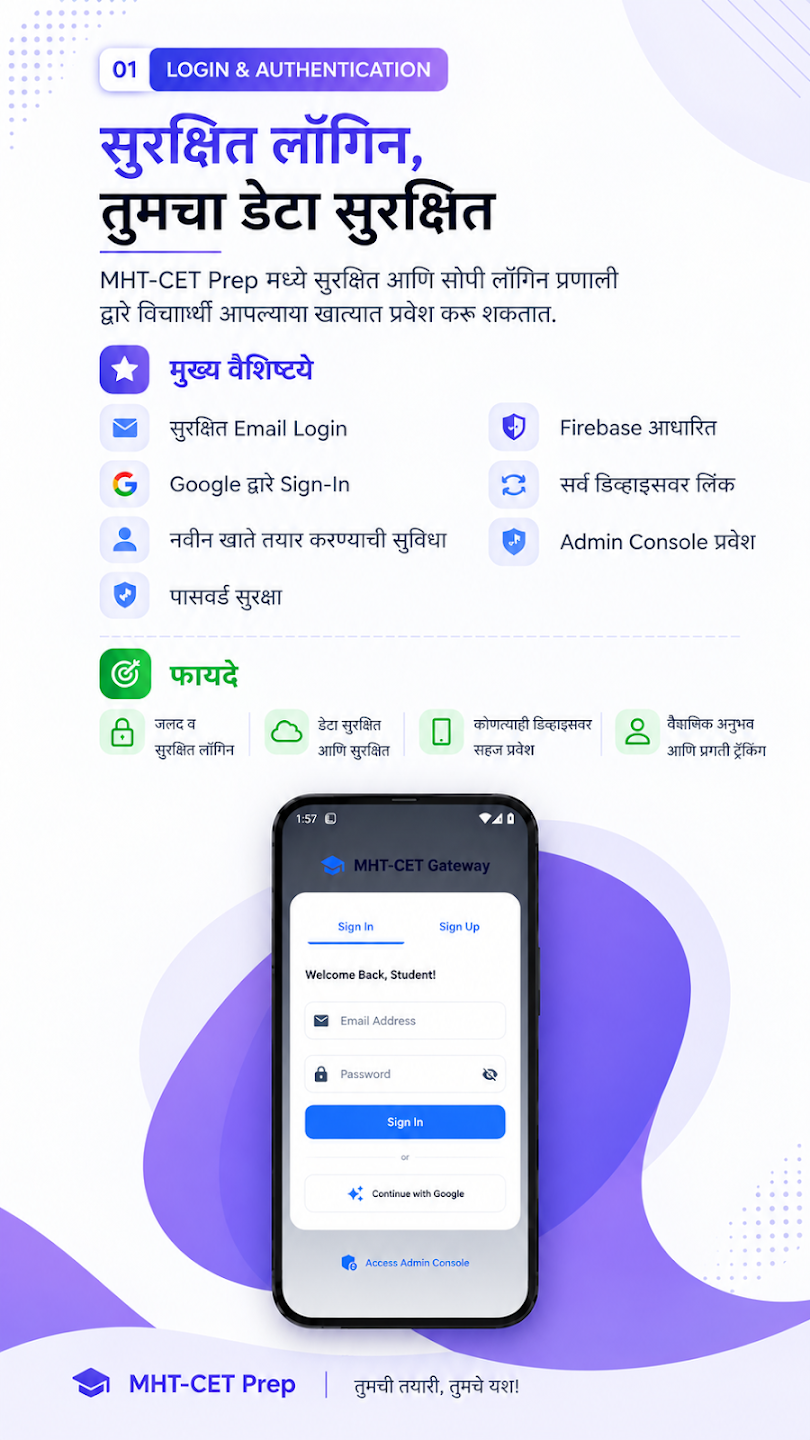 01 LOGIN & AUTHENTICATION
सुरक्षित लॉगिन,
तुमचा डेटा सुरक्षित
MHT-CET Prep मध्ये सुरक्षित आणि सोपी लॉगिन प्रणाली
द्वारे विचाार्थ्थी आपल्याया खात्यात प्रवेश करू शकतात.
मुख्य वैशिष्टये
सुरक्षित Email Login
Google द्वारे Sign-In
नवीन खाते तयार करण्याची सुविधा
पासवर्ड सुरक्षा
Firebase आधारित
सर्व डिव्हाइसवर लिंक
Admin Console प्रवेश
फायदे
जलद व
सुरक्षित लॉगिन
डेटा सुरक्षित
आणि सुरक्षित
कोणत्याही डिव्हाइसवर
सहज प्रवेश
अनुभव
आणि प्रगती ट्रॅकिंग
1:57
MHT-CET Gateway
Sign In Sign Up
Welcome Back, Student!
Email Address
Password
Sign In
or
Continue with Google
Access Admin Console
MHT-CET Prep | तुमची तयारी, तुमचे यश!